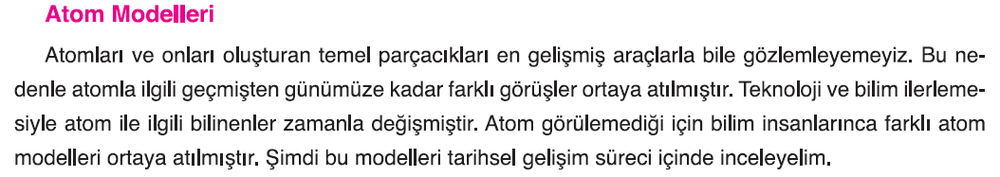 Atom Modelleri
Atomları ve onları oluşturan temel parçacıkları en gelişmiş araçlarla bile gözlemleyemeyiz. Bu ne-
denle atomla ilgili geçmişten günümüze kadar farklı görüşler ortaya atılmıştır. Teknoloji ve bilim ilerleme-
siyle atom ile ilgili bilinenler zamanla değişmiştir. Atom görülemediği için bilim insanlarınca farklı atom
modelleri ortaya atılmıştır. Şimdi bu modelleri tarihsel gelişim süreci içinde inceleyelim.